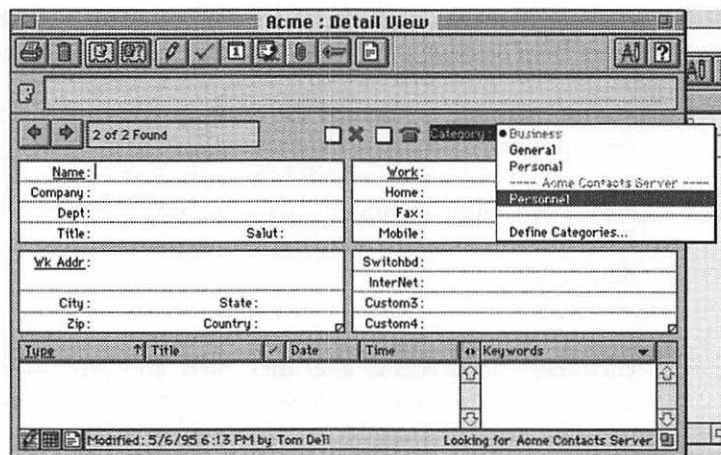 Acme : Detail View
1
2 of 2 Found
Category :
Business
General
Personal
---- Acme Contacts Server ----
Personnel
Define Categories...
Name :
Company :
Dept :
Title : Salut :
Work :
Home :
Fax :
Mobile :
Wk Addr :
City : State :
Zip : Country :
Switchbd :
InterNet :
Custom3 :
Custom4 :
Type Title Date Time Keywords
Modified : 5/6/95 6:13 PM by Tom Dell
Looking for Acme Contacts Server